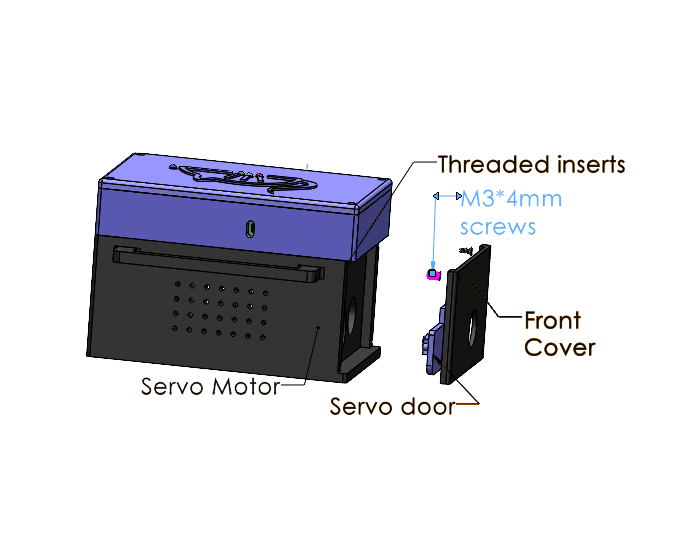 Threaded inserts
M3*4mm
screws
Front
Cover
Servo Motor
Servo door